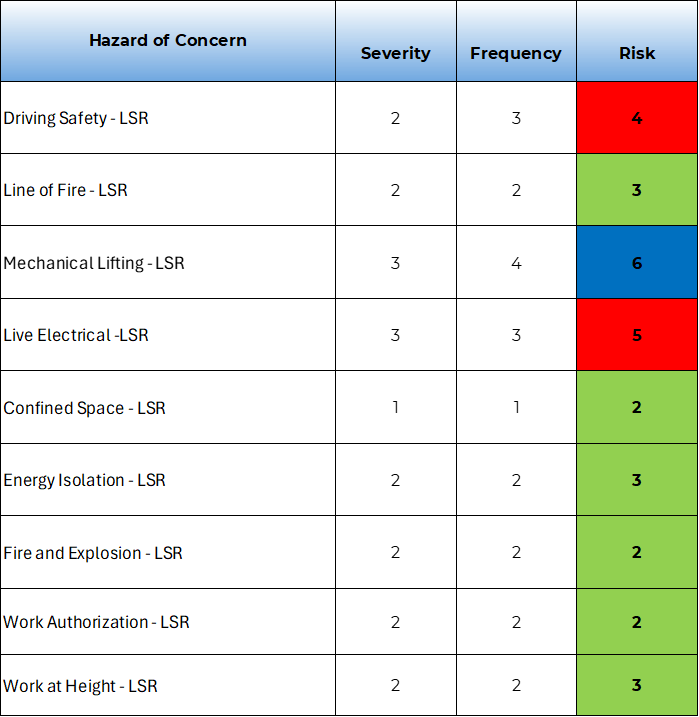 Hazard of Concern Severity Frequency Risk
Driving Safety - LSR 2 3 4
Line of Fire - LSR 2 2 3
Mechanical Lifting - LSR 3 4 6
Live Electrical -LSR 3 3 5
Confined Space - LSR 1 1 2
Energy Isolation - LSR 2 2 3
Fire and Explosion - LSR 2 2 2
Work Authorization - LSR 2 2 2
Work at Height - LSR 2 2 3